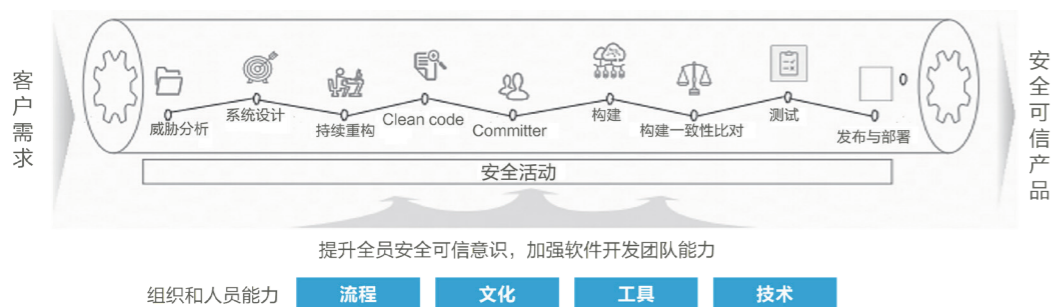 客户需求
威胁分析
系统设计
持续重构
Clean code
Committer
构建
构建一致性比对
测试
发布与部署
安全可信产品
安全活动
提升全员安全可信意识，加强软件开发团队能力
组织和人员能力 流程 文化 工具 技术